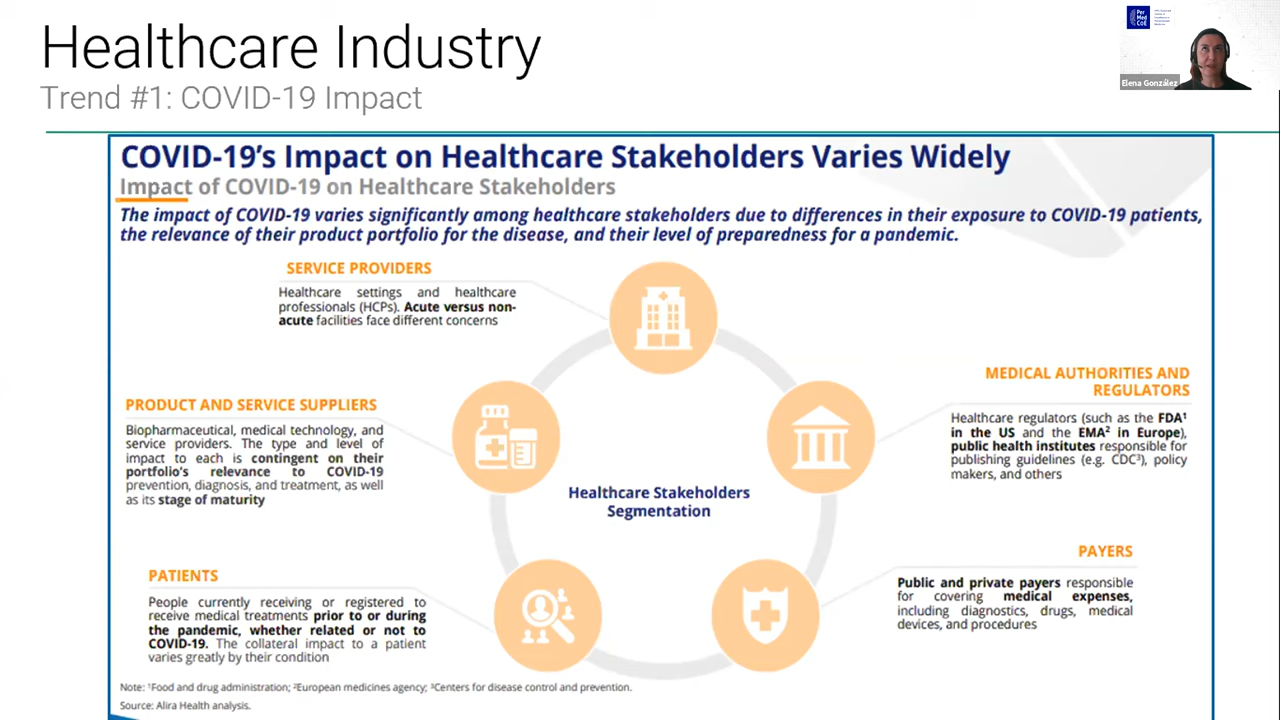 Healthcare Industry
Trend #1: COVID-19 Impact
Per
Med
CoE
Elena González
COVID-19's Impact on Healthcare Stakeholders Varies Widely
Impact of COVID-19 on Healthcare Stakeholders
The impact of COVID-19 varies significantly among healthcare stakeholders due to differences in their exposure to COVID-19 patients,
the relevance of their product portfolio for the disease, and their level of preparedness for a pandemic.
SERVICE PROVIDERS
Healthcare settings and healthcare
professionals (HCPs). Acute versus non-
acute facilities face different concerns
MEDICAL AUTHORITIES AND
REGULATORS
Healthcare regulators (such as the FDA¹
in the US and the EMA² in Europe),
public health institutes responsible for
publishing guidelines (e.g. CDC³), policy
makers, and others
PRODUCT AND SERVICE SUPPLIERS
Biopharmaceutical, medical technology, and
service providers. The type and level of
impact to each is contingent on their
portfolio's relevance to COVID-19
prevention, diagnosis, and treatment, as well
as its stage of maturity
Healthcare Stakeholders
Segmentation
PAYERS
Public and private payers responsible
for covering medical expenses,
including diagnostics, drugs, medical
devices, and procedures
PATIENTS
People currently receiving or registered to
receive medical treatments prior to or during
the pandemic, whether related or not to
COVID-19. The collateral impact to a patient
varies greatly by their condition
Note: ¹Food and drug administration; ²European medicines agency; ³Centers for disease control and prevention.
Source: Alira Health analysis.